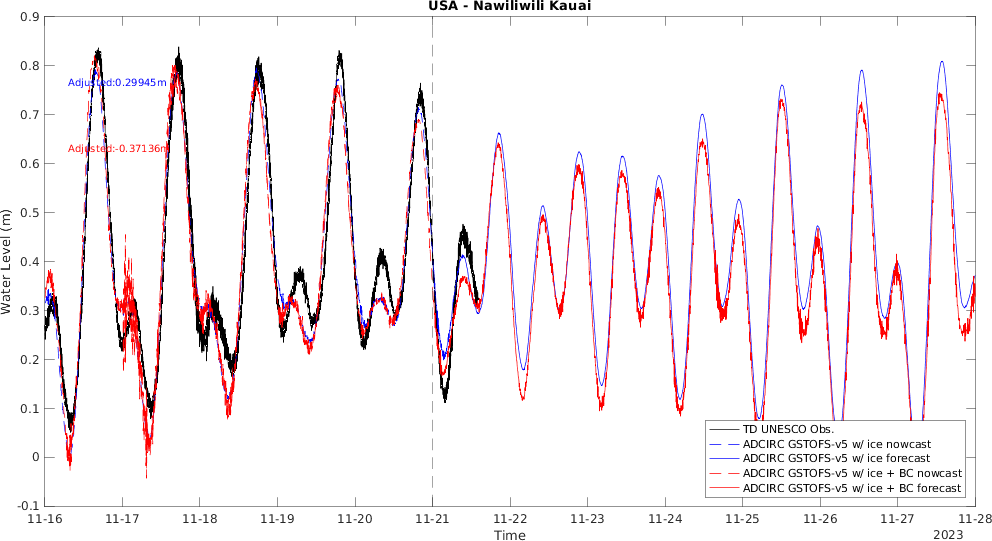 USA - Nawiliwili Kauai
0.9
0.8
Adjusted:0.29945m
0.7
Adjusted:-0.37136m
0.6
0.5
0.4
0.3
0.2
0.1
0
-0.1
Water Level (m)
TD UNESCO Obs.
ADCIRC GSTOFS-v5 w/ ice nowcast
ADCIRC GSTOFS-v5 w/ ice forecast
ADCIRC GSTOFS-v5 w/ ice + BC nowcast
ADCIRC GSTOFS-v5 w/ ice + BC forecast
11-16 11-17 11-18 11-19 11-20 11-21 11-22 11-23 11-24 11-25 11-26 11-27 11-28
Time
2023